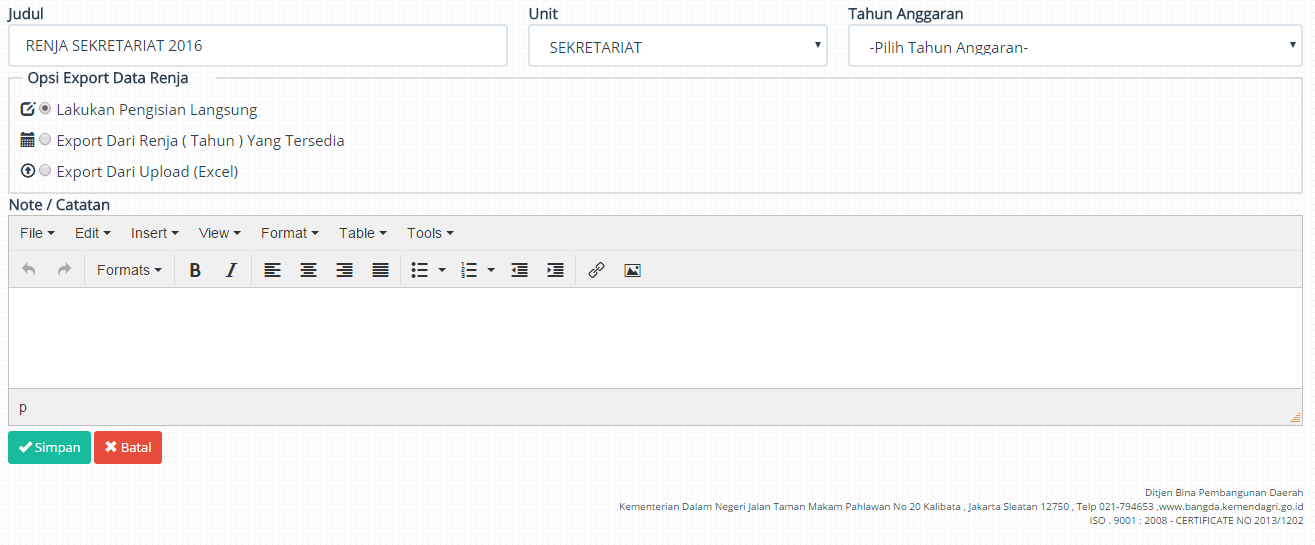 Judul Unit Tahun Anggaran
RENJA SEKRETARIAT 2016 SEKRETARIAT -Pilih Tahun Anggaran-
Opsi Export Data Renja
Lakukan Pengisian Langsung
Export Dari Renja ( Tahun ) Yang Tersedia
Export Dari Upload (Excel)
Note / Catatan
File Edit Insert View Format Table Tools
Formats B I
p
Simpan Batal
Ditjen Bina Pembangunan Daerah
Kementerian Dalam Negeri Jalan Taman Makam Pahlawan No 20 Kalibata , Jakarta Sleatan 12750 , Telp 021-794653 ,www.bangda.kemendagri.go.id
ISO . 9001 : 2008 - CERTIFICATE NO 2013/1202